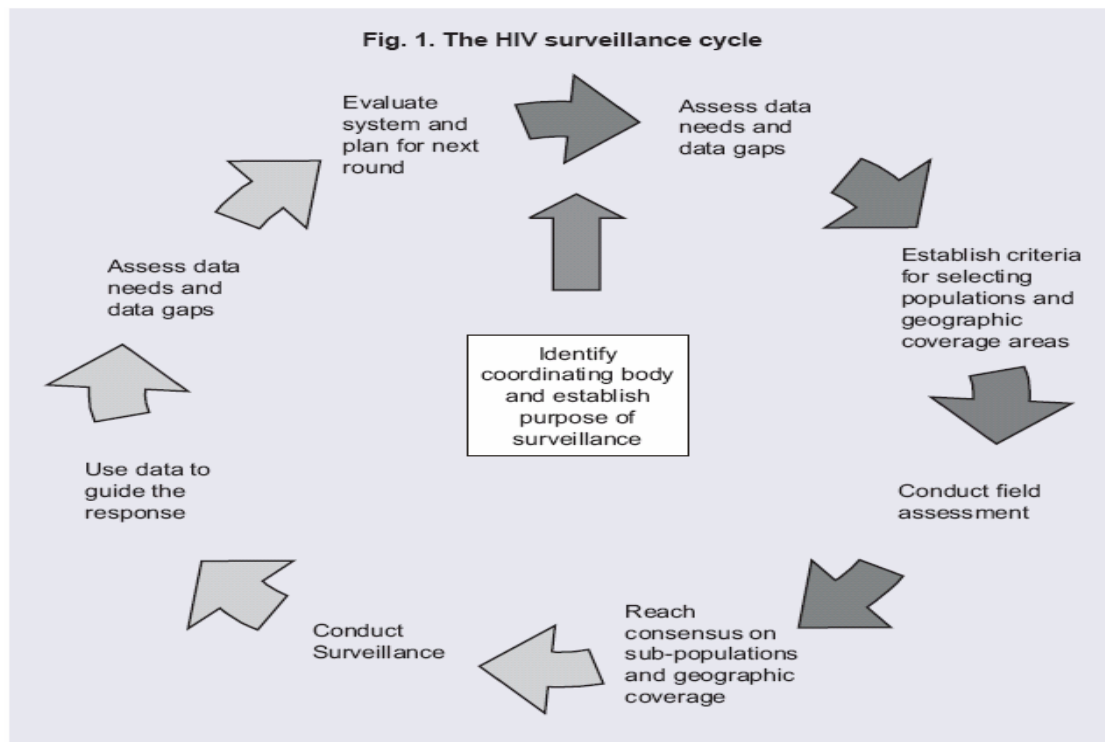 Fig. 1. The HIV surveillance cycle
Evaluate
system and
plan for next
round
Assess data
needs and
data gaps
Establish criteria
for selecting
populations and
geographic
coverage areas
Conduct field
assessment
Reach
consensus on
sub-populations
and geographic
coverage
Conduct
Surveillance
Use data to
guide the
response
Assess data
needs and
data gaps
Identify
coordinating body
and establish
purpose of
surveillance